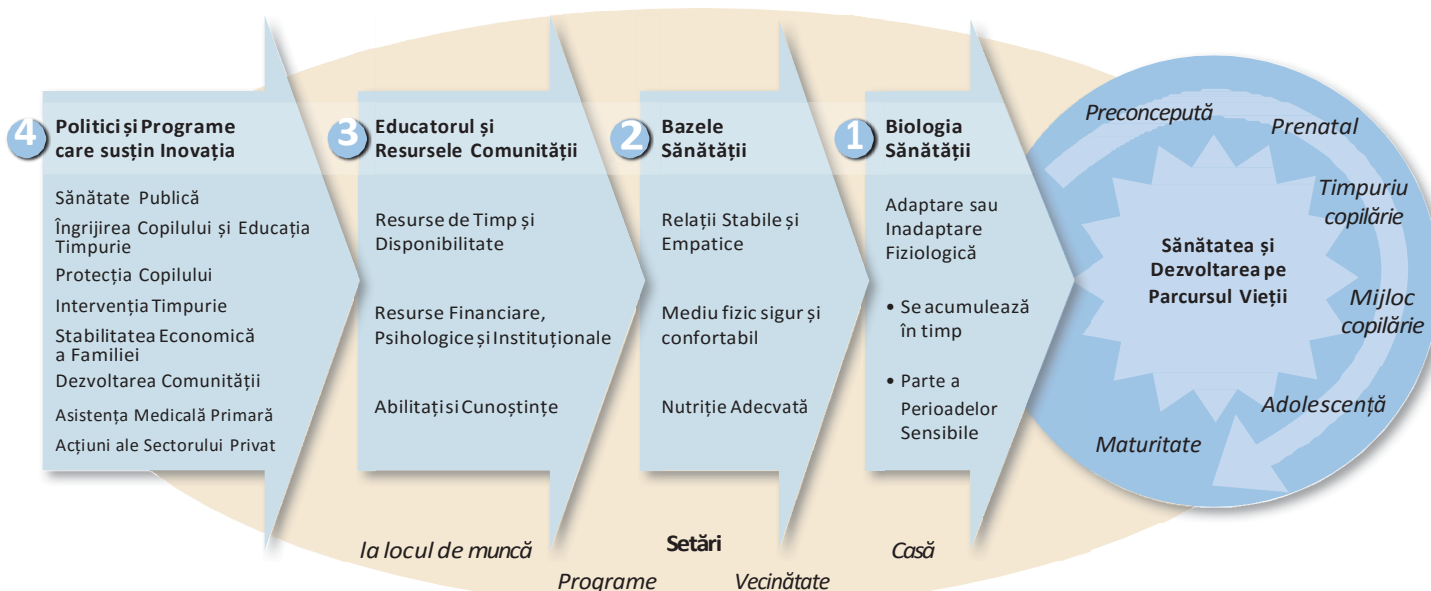 4
Politici și Programe
care susțin Inovația
Sănătate Publică
Îngrijirea Copilului și Educația
Timpurie
Protecția Copilului
Intervenția Timpurie
Stabilitatea Economică
a Familiei
Dezvoltarea Comunității
Asistența Medicală Primară
Acțiuni ale Sectorului Privat
3
Educatorul și
Resursele Comunității
Resurse de Timp și
Disponibilitate
Resurse Financiare,
Psihologice și Instituționale
Abilitați si Cunoștințe
2
Bazele
Sănătății
Relații Stabile și
Empatice
Mediu fizic sigur și
confortabil
Nutriție Adecvată
1
Biologia
Sănătății
Adaptare sau
Inadaptare
Fiziologică
• Se acumulează
în timp
• Parte a
Perioadelor
Sensibile
Preconcepută
Prenatal
Timpuriu
copilărie
Mijloc
copilărie
Adolescență
Maturitate
Sănătatea și
Dezvoltarea pe
Parcursul Vieții
la locul de muncă
Programe
Setări
Vecinătate
Casă